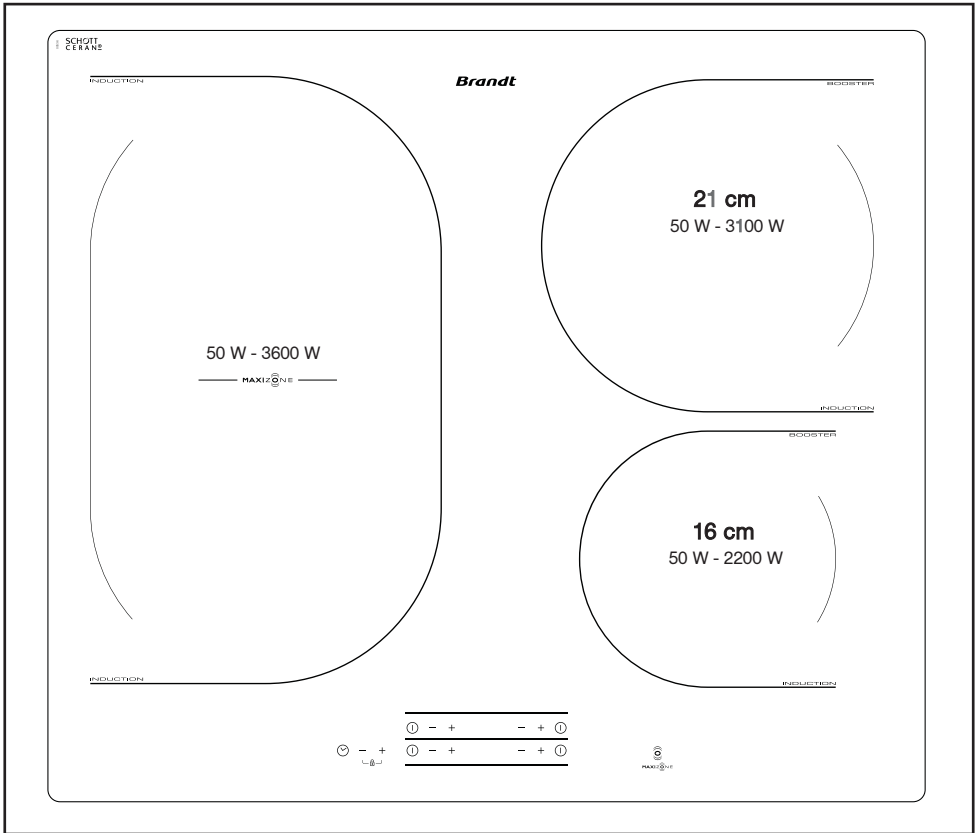 SCHOTT
CERAN®
INDUCTION
Brandt
BOOSTER
21 cm
50 W - 3100 W
50 W - 3600 W
MAXIZONE
INDUCTION
BOOSTER
16 cm
50 W - 2200 W
INDUCTION
INDUCTION
- + - +
- + - + - +
MAXIZONE